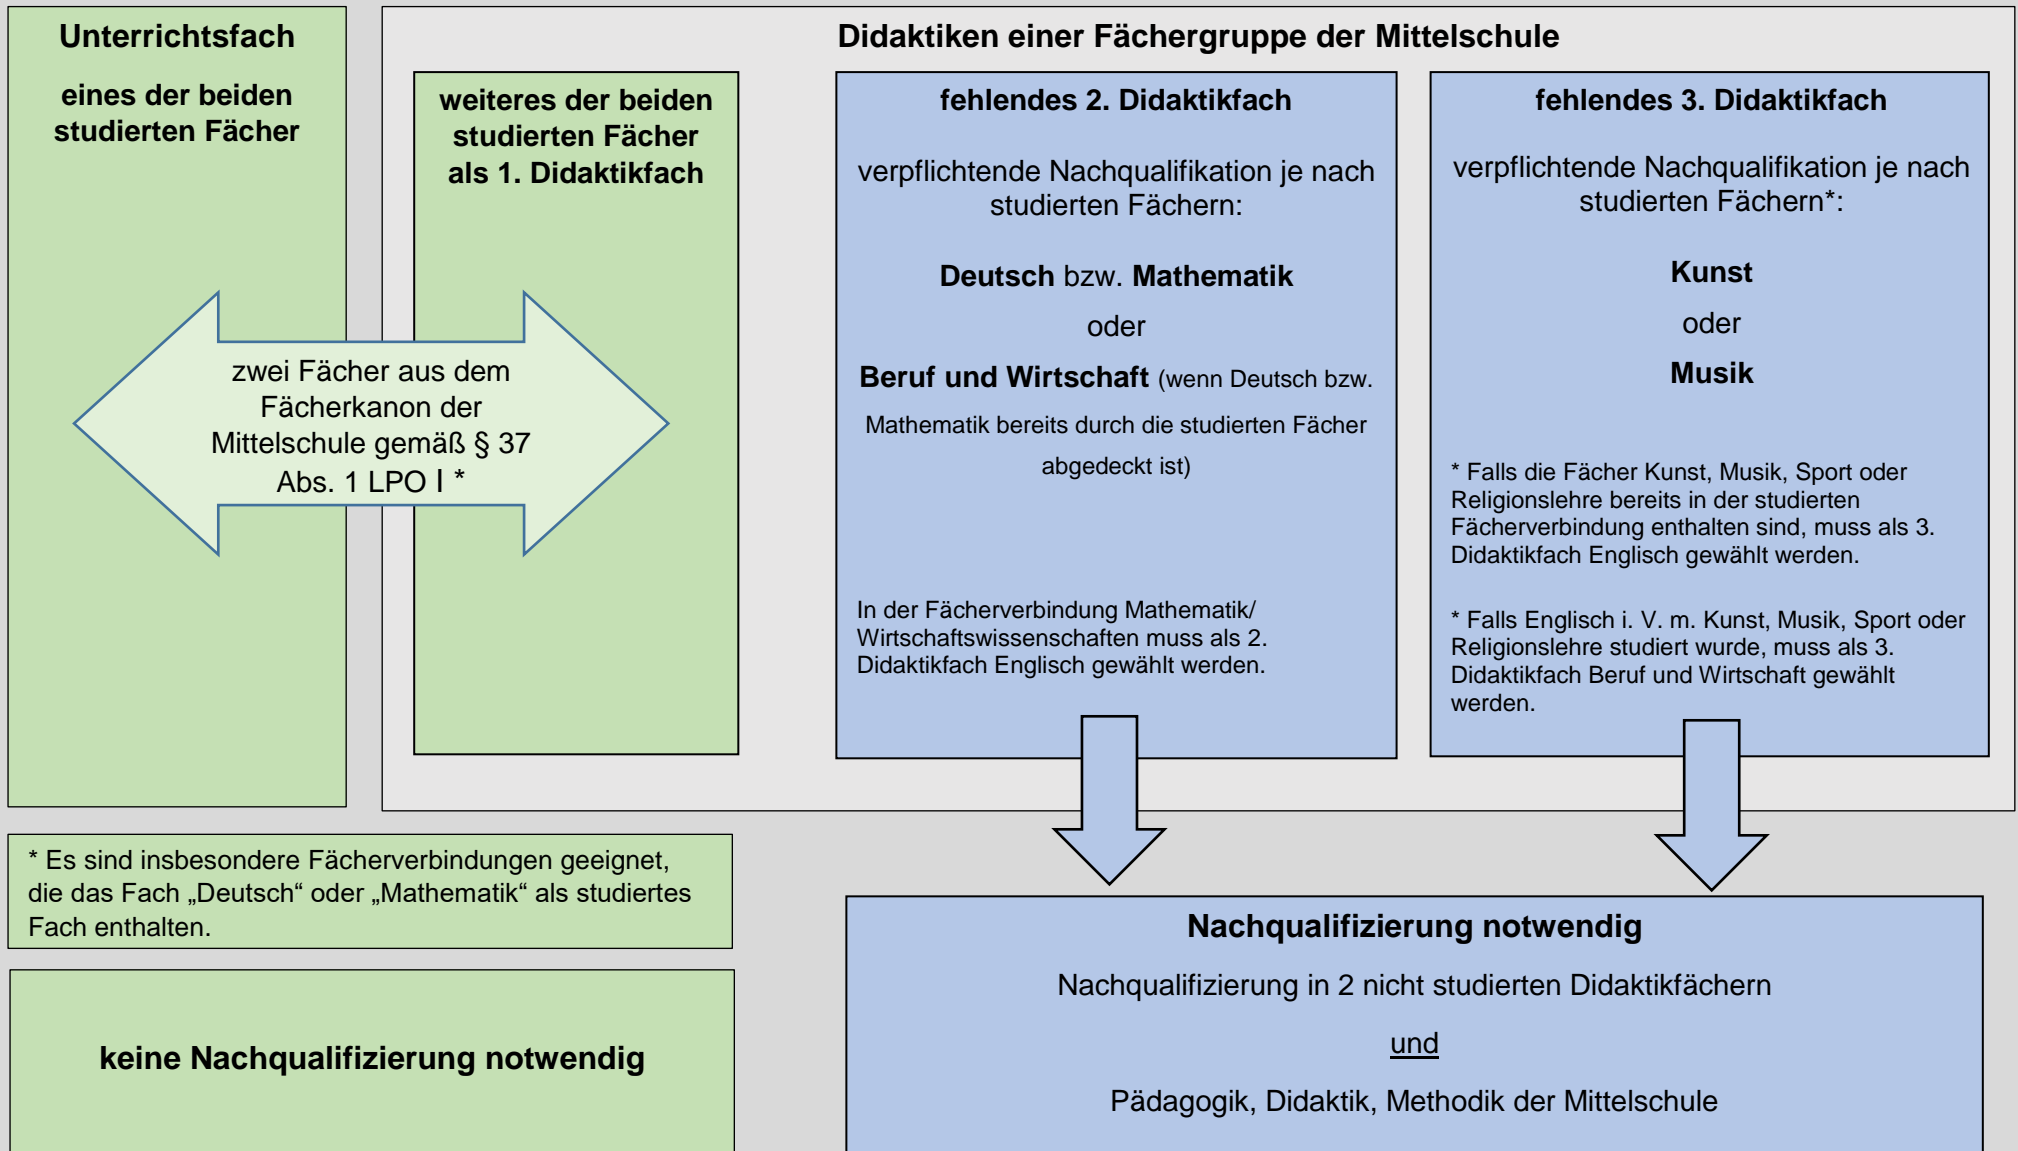 Unterrichtsfach
eines der beiden
studierten Fächer
Didaktiken einer Fächergruppe der Mittelschule
weiteres der beiden
studierten Fächer
als 1. Didaktikfach
zwei Fächer aus dem
Fächerkanon der
Mittelschule gemäß § 37
Abs. 1 LPO I *
fehlendes 2. Didaktikfach
verpflichtende Nachqualifikation je nach
studierten Fächern:
Deutsch bzw. Mathematik
oder
Beruf und Wirtschaft (wenn Deutsch bzw.
Mathematik bereits durch die studierten Fächer
abgedeckt ist)
In der Fächerverbindung Mathematik/
Wirtschaftswissenschaften muss als 2.
Didaktikfach Englisch gewählt werden.
fehlendes 3. Didaktikfach
verpflichtende Nachqualifikation je nach
studierten Fächern*:
Kunst
oder
Musik
* Falls die Fächer Kunst, Musik, Sport oder
Religionslehre bereits in der studierten
Fächerverbindung enthalten sind, muss als 3.
Didaktikfach Englisch gewählt werden.
* Falls Englisch i. V. m. Kunst, Musik, Sport oder
Religionslehre studiert wurde, muss als 3.
Didaktikfach Beruf und Wirtschaft gewählt
werden.
* Es sind insbesondere Fächerverbindungen geeignet,
die das Fach „Deutsch“ oder „Mathematik“ als studiertes
Fach enthalten.
keine Nachqualifizierung notwendig
Nachqualifizierung notwendig
Nachqualifizierung in 2 nicht studierten Didaktikfächern
und
Pädagogik, Didaktik, Methodik der Mittelschule